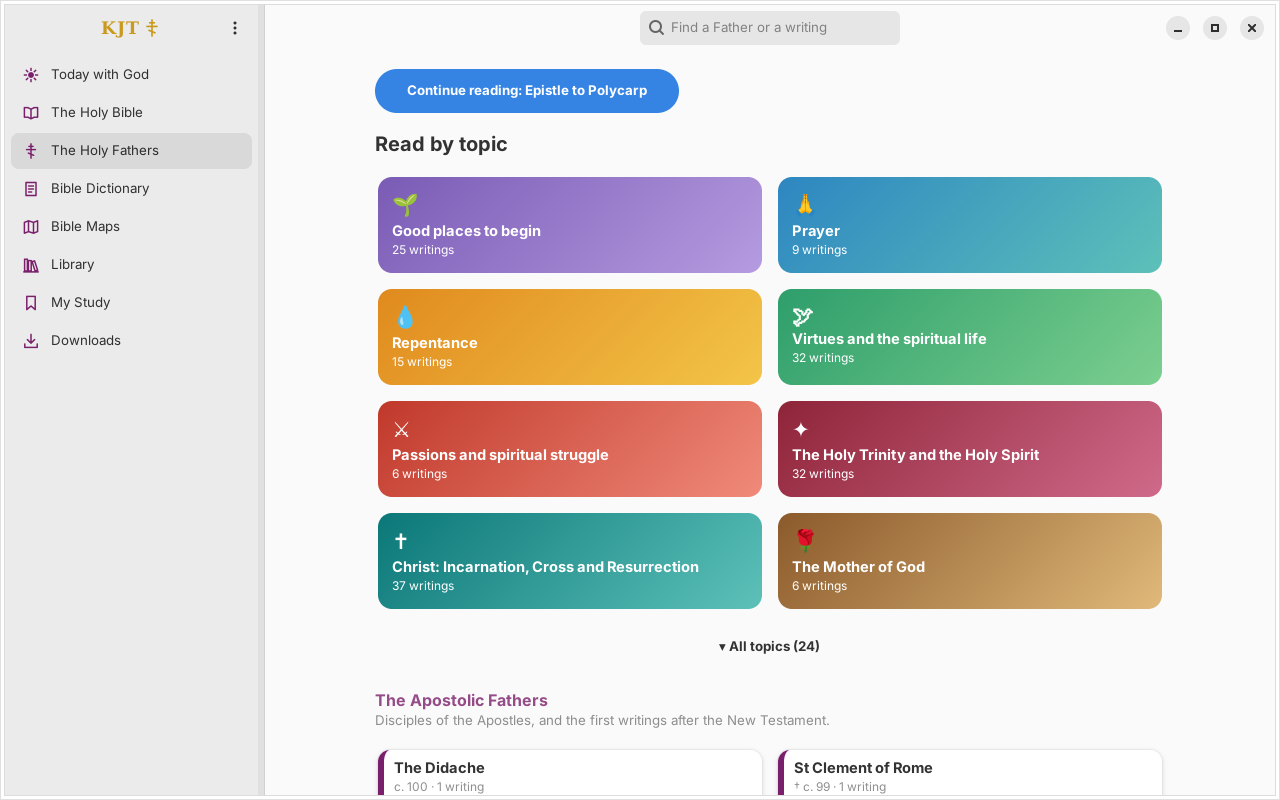 KJT
Today with God
The Holy Bible
The Holy Fathers
Bible Dictionary
Bible Maps
Library
My Study
Downloads
Find a Father or a writing
Continue reading: Epistle to Polycarp
Read by topic
Good places to begin
25 writings
Prayer
9 writings
Repentance
15 writings
Virtues and the spiritual life
32 writings
Passions and spiritual struggle
6 writings
The Holy Trinity and the Holy Spirit
32 writings
Christ: Incarnation, Cross and Resurrection
37 writings
The Mother of God
6 writings
▾ All topics (24)
The Apostolic Fathers
Disciples of the Apostles, and the first writings after the New Testament.
The Didache
c. 100 · 1 writing
St Clement of Rome
† c. 99 · 1 writing